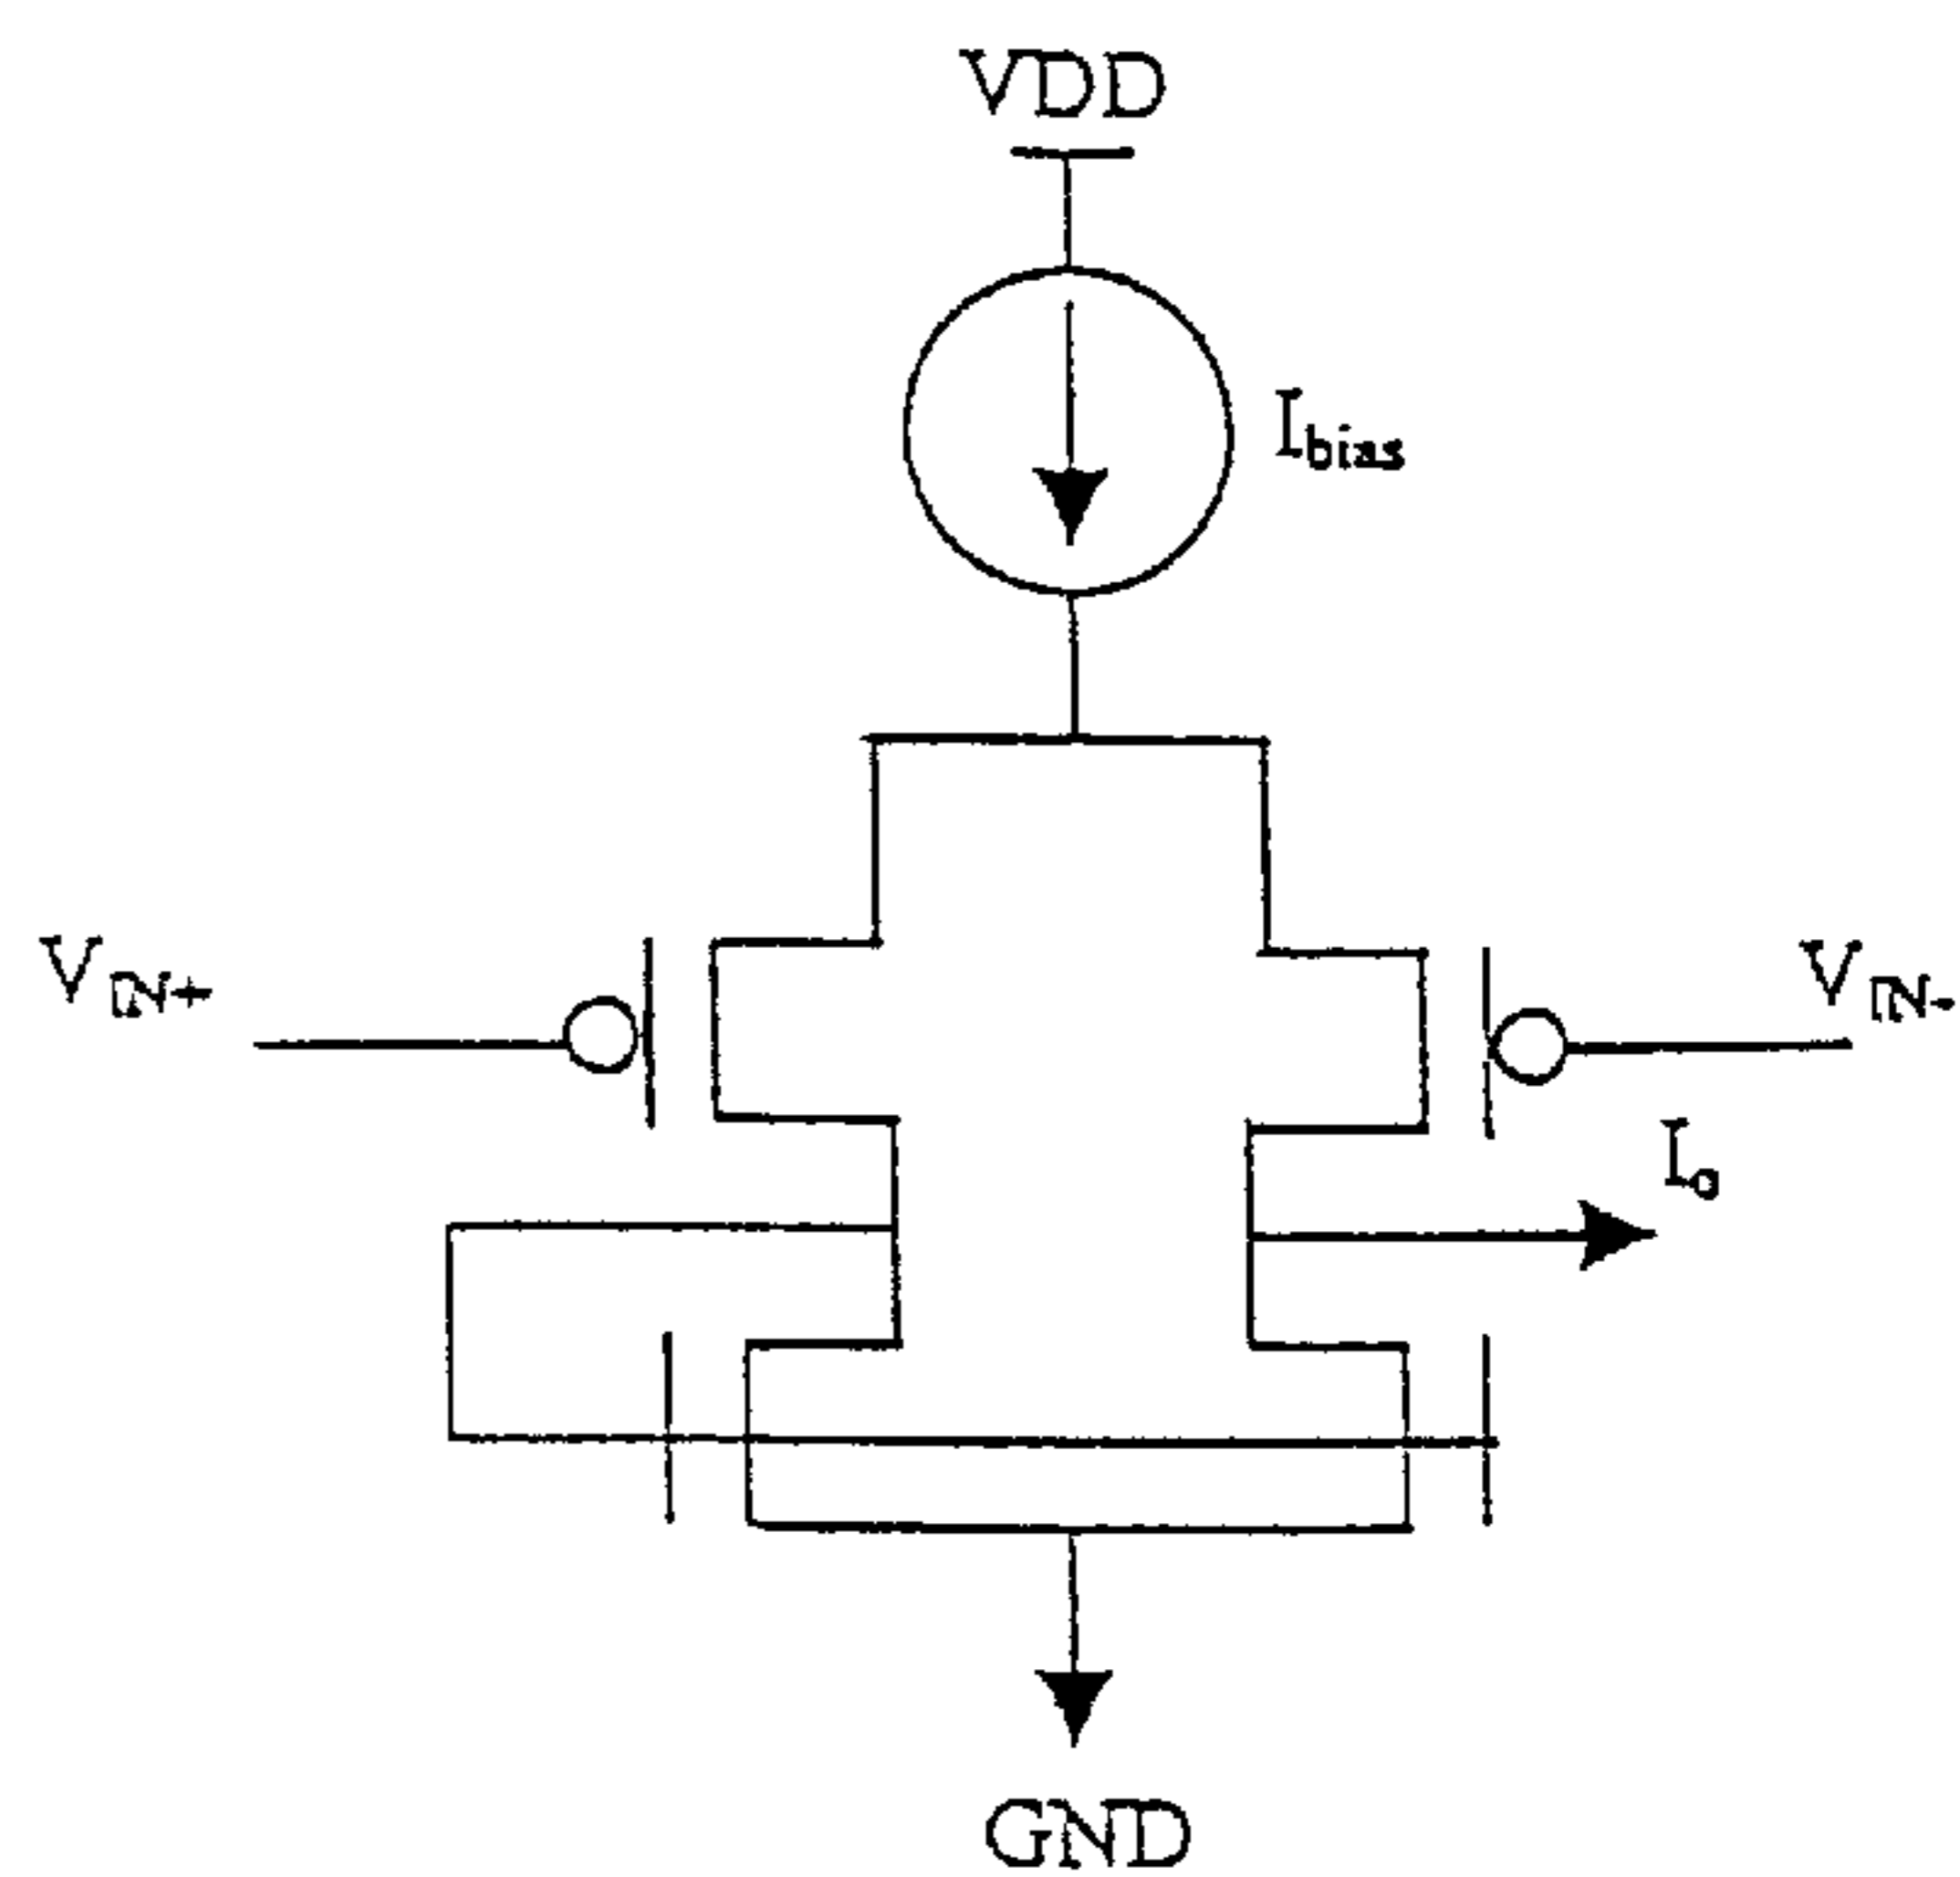 VDD
Ibias
VIN+
VIN-
Io
GND